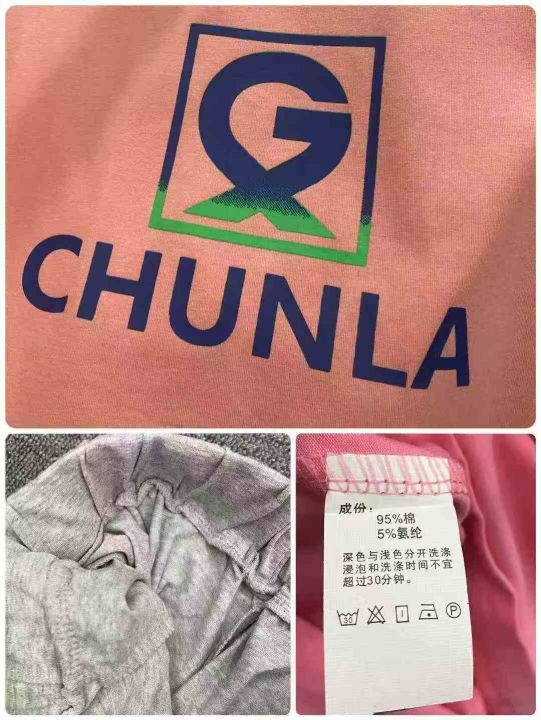 G
CHUNLA
成份:
95%棉
5%氨纶
深色与浅色分开洗涤
浸泡和洗涤时间不宜
超过30分钟。
30
P